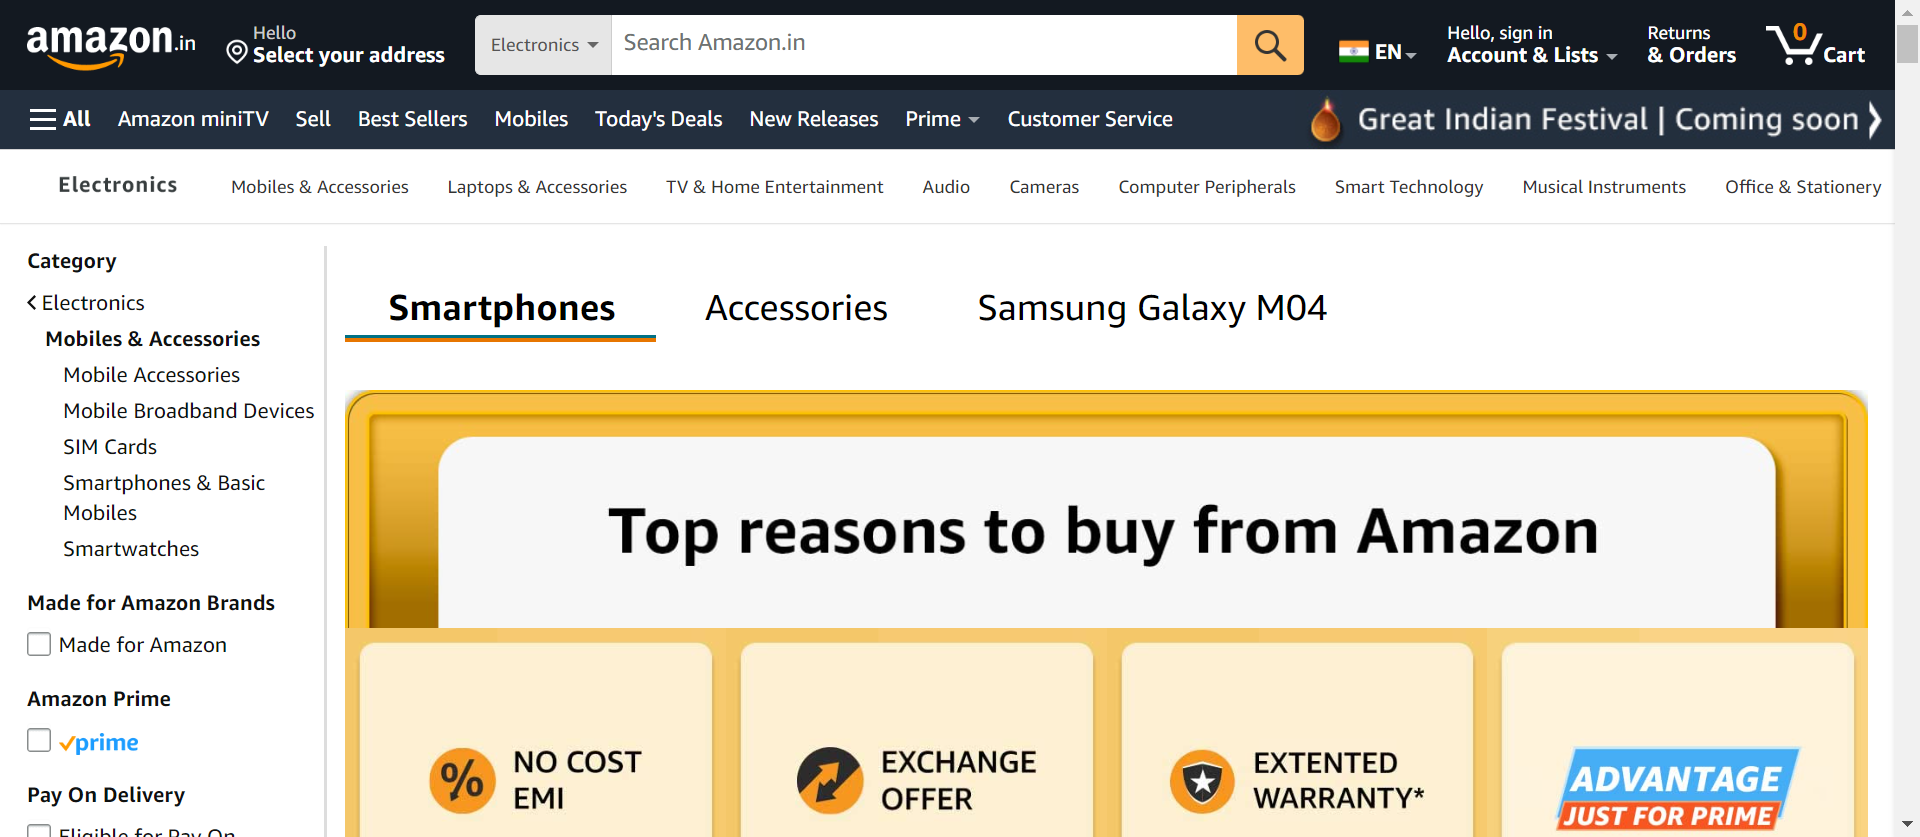 amazon.in
Hello
Select your address
Electronics
Search Amazon.in
EN
Hello, sign in
Account & Lists
Returns
& Orders
0
Cart
All
Amazon miniTV
Sell
Best Sellers
Mobiles
Today's Deals
New Releases
Prime
Customer Service
Great Indian Festival | Coming soon
Electronics
Mobiles & Accessories
Laptops & Accessories
TV & Home Entertainment
Audio
Cameras
Computer Peripherals
Smart Technology
Musical Instruments
Office & Stationery
Category
Electronics
Mobiles & Accessories
Mobile Accessories
Mobile Broadband Devices
SIM Cards
Smartphones & Basic
Mobiles
Smartwatches
Made for Amazon Brands
Made for Amazon
Amazon Prime
prime
Pay On Delivery
Eligible for Pay On
Smartphones
Accessories
Samsung Galaxy M04
Top reasons to buy from Amazon
NO COST
EMI
EXCHANGE
OFFER
EXTENTED
WARRANTY*
ADVANTAGE
JUST FOR PRIME